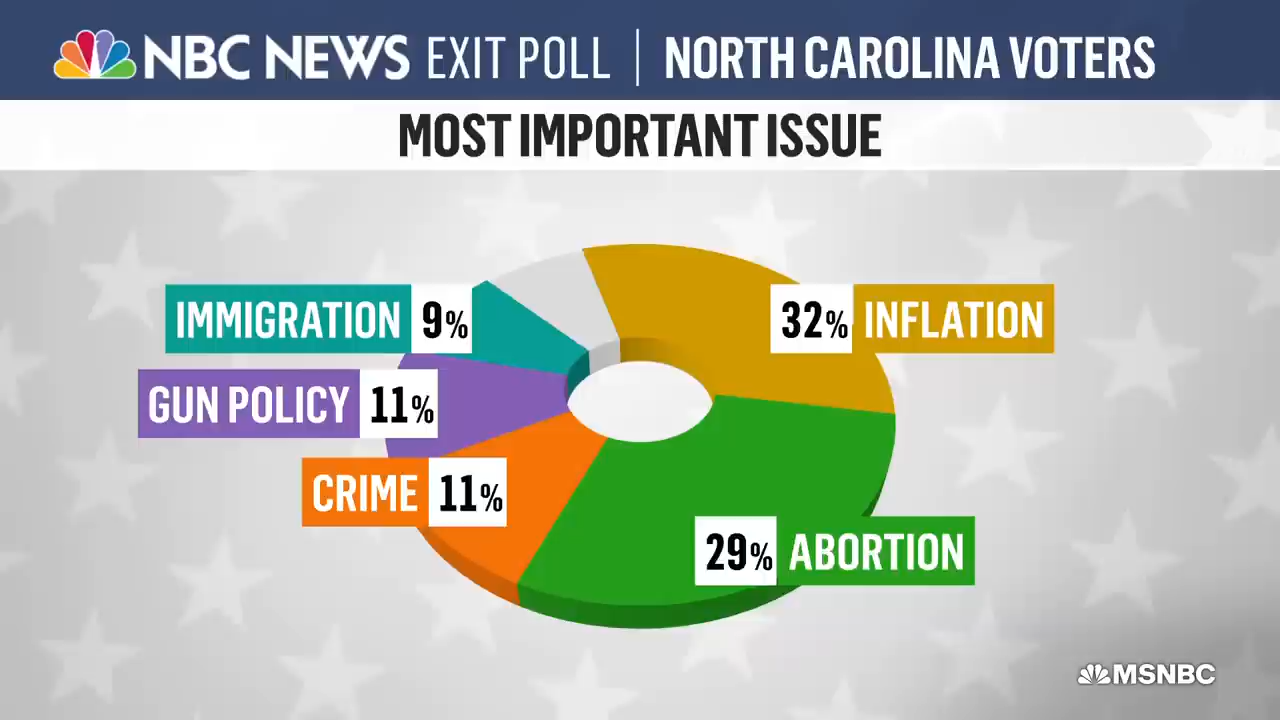 NBC NEWS EXIT POLL | NORTH CAROLINA VOTERS
MOST IMPORTANT ISSUE
IMMIGRATION 9%
32% INFLATION
GUN POLICY 11%
CRIME 11%
29% ABORTION
MSNBC